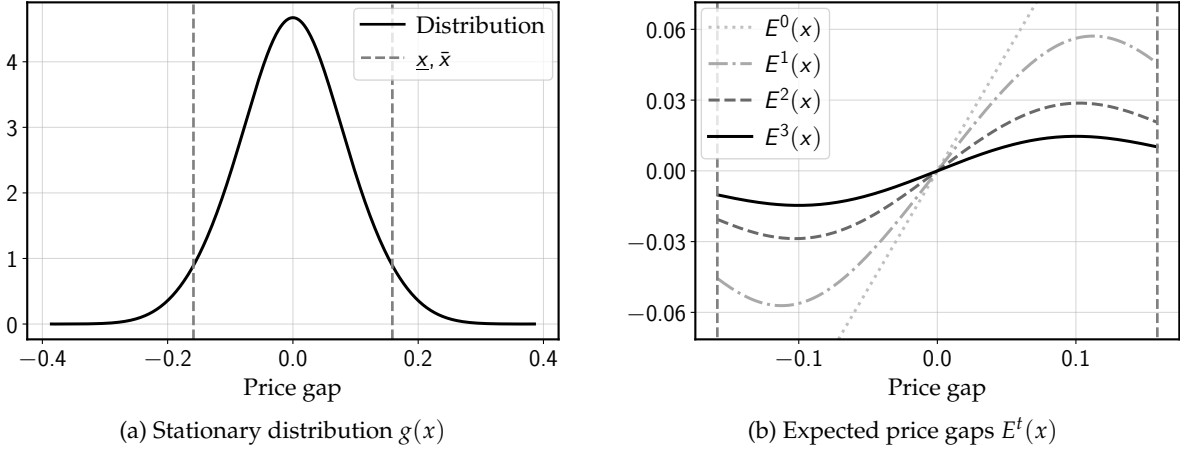 4
3
2
1
0
−0.4
−0.2
0.0
0.2
0.4
Distribution
x, x̄
Price gap
(a) Stationary distribution g(x)
0.06
0.03
0.00
−0.03
−0.06
−0.1
0.0
0.1
E⁰(x)
E¹(x)
E²(x)
E³(x)
Price gap
(b) Expected price gaps Eᵗ(x)